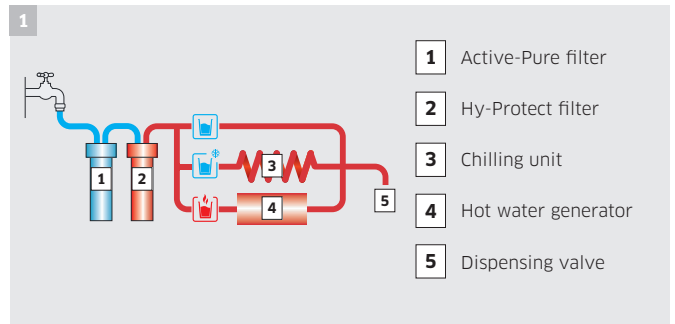 1
1 Active-Pure filter
2 Hy-Protect filter
3 Chilling unit
4 Hot water generator
5 Dispensing valve
1
2
3
4
5